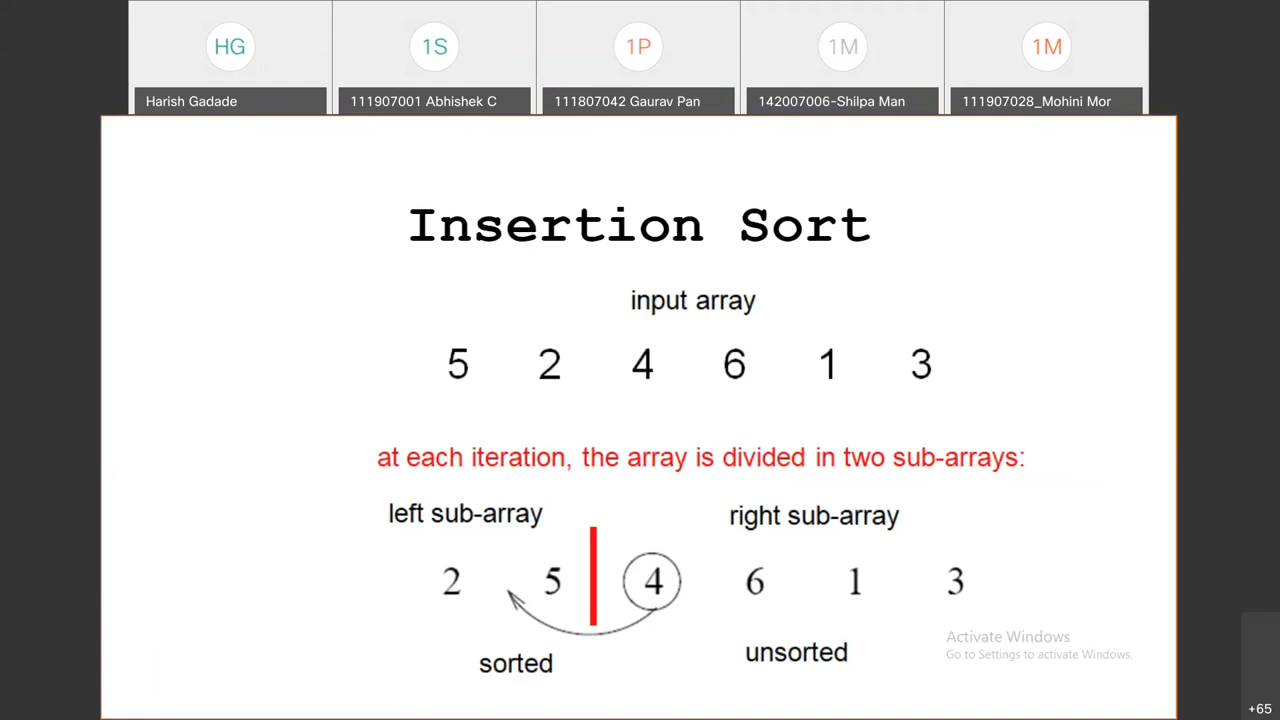 HG 1S 1P 1M 1M
Harish Gadade 111907001 Abhishek C 111807042 Gaurav Pan 142007006-Shilpa Man 111907028_Mohini Mor
Insertion Sort
input array
5 2 4 6 1 3
at each iteration, the array is divided in two sub-arrays:
left sub-array right sub-array
2 5 4 6 1 3
sorted unsorted
Activate Windows
Go to Settings to activate Windows.
+65